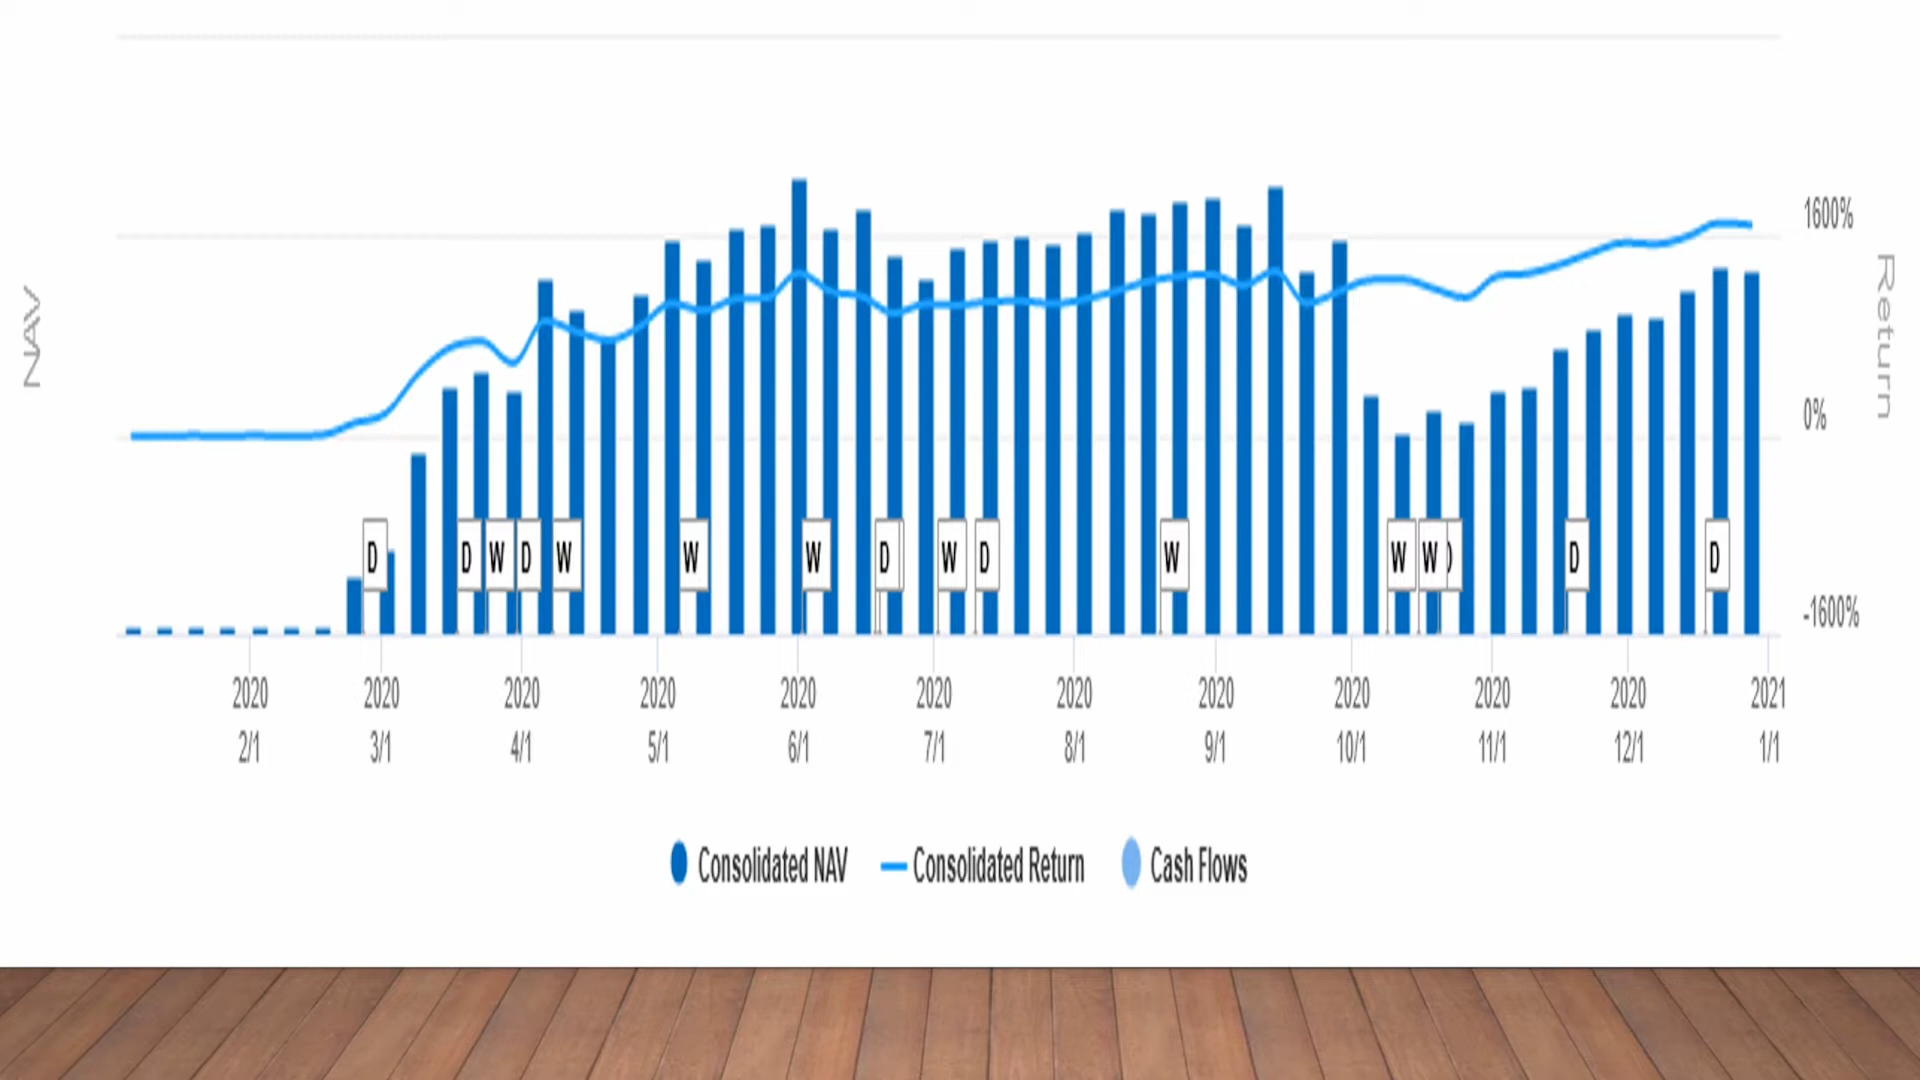 1600%
NAV
Return
0%
D
D W D W
W
W
D
W D
W
W W
D
D
-1600%
2020 2020 2020 2020 2020 2020 2020 2020 2020 2020 2020 2021
2/1 3/1 4/1 5/1 6/1 7/1 8/1 9/1 10/1 11/1 12/1 1/1
Consolidated NAV Consolidated Return Cash Flows